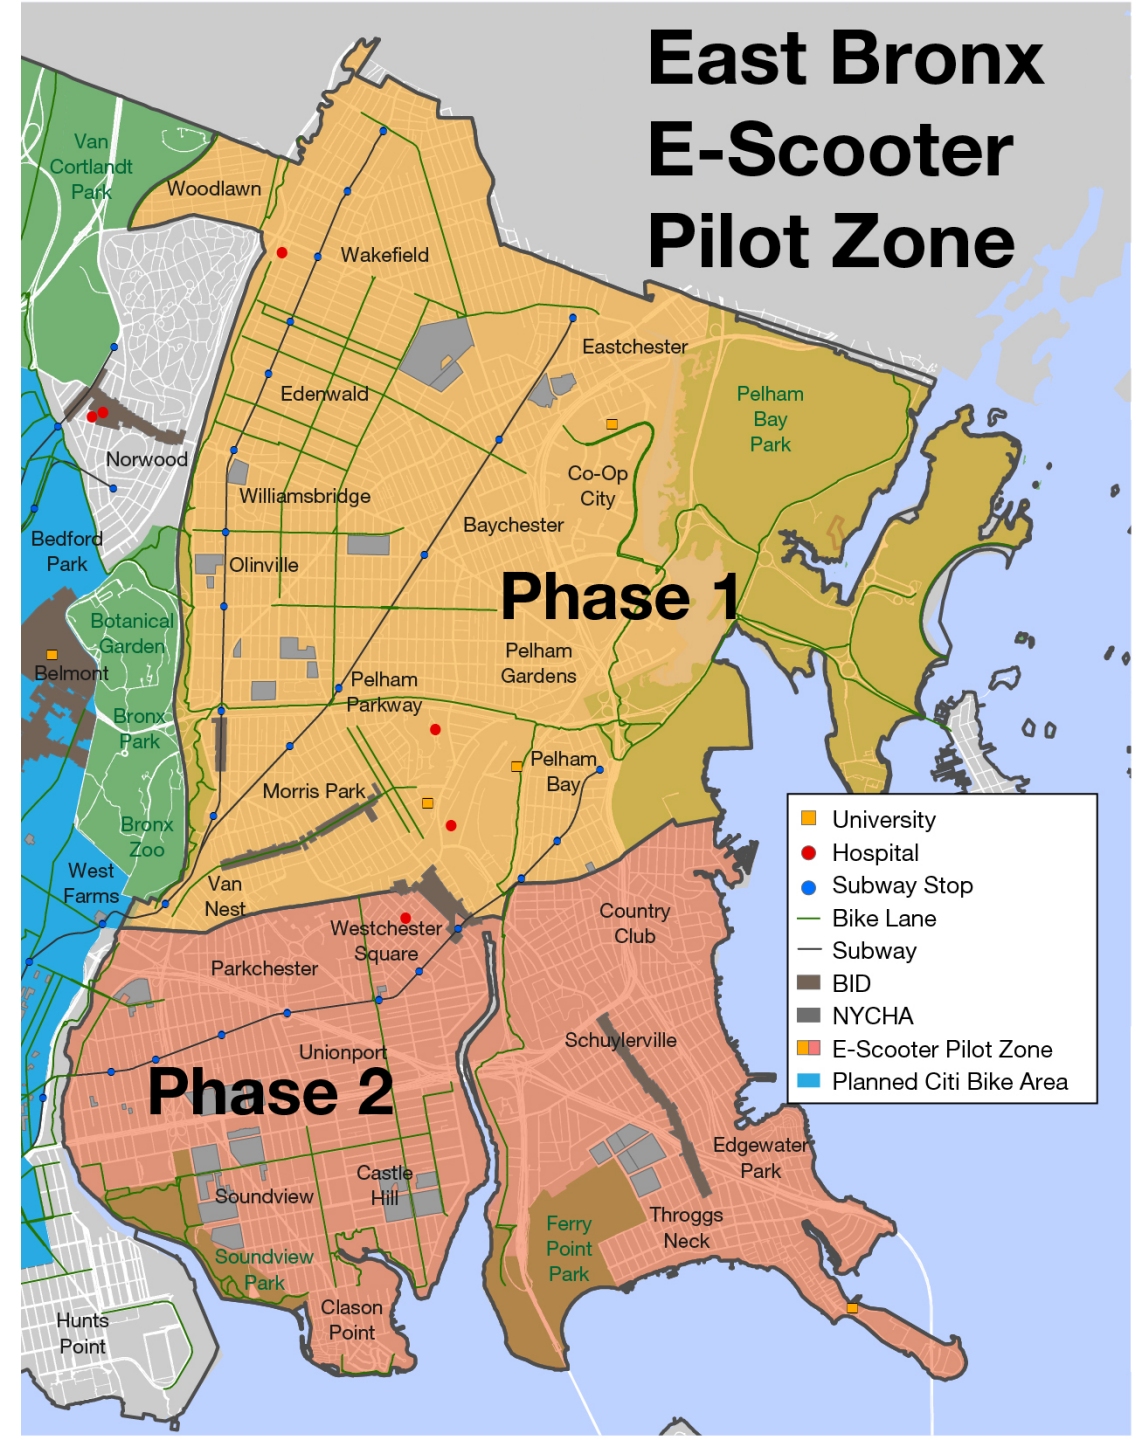 East Bronx
E-Scooter
Pilot Zone
Van
Cortlandt
Park
Woodlawn
Wakefield
Eastchester
Edenwald
Pelham
Bay
Park
Norwood
Co-Op
City
Williamsbridge
Baychester
Bedford
Park
Olinville
Phase 1
Botanical
Garden
Belmont
Pelham
Gardens
Pelham
Parkway
Bronx
Park
Pelham
Bay
Morris Park
Bronx
Zoo
West
Farms
Van
Nest
University
Hospital
Subway Stop
Bike Lane
Subway
BID
NYCHA
E-Scooter Pilot Zone
Planned Citi Bike Area
Country
Club
Westchester
Square
Parkchester
Schuylerville
Unionport
Phase 2
Edgewater
Park
Castle
Hill
Soundview
Throggs
Neck
Ferry
Point
Park
Soundview
Park
Clason
Point
Hunts
Point